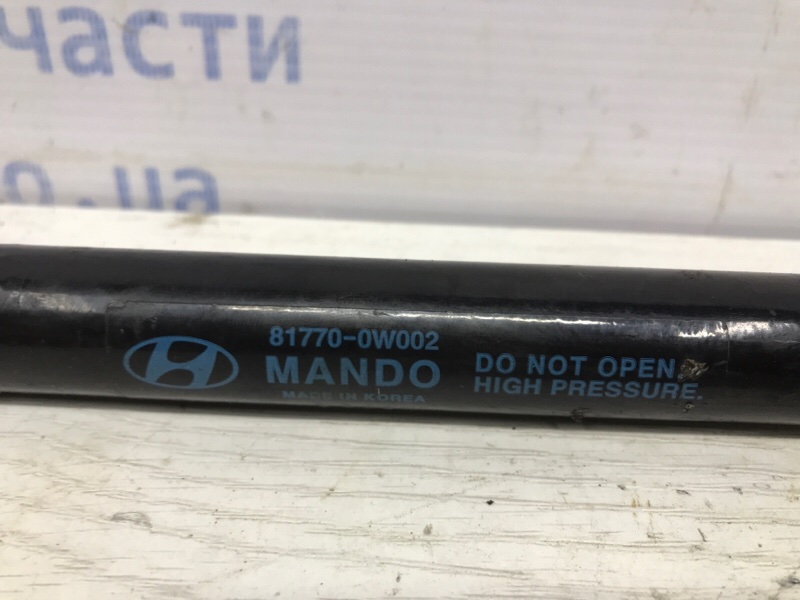 части
.ua
81770-0W002
MANDO
MADE IN KOREA
DO NOT OPEN.
HIGH PRESSURE.